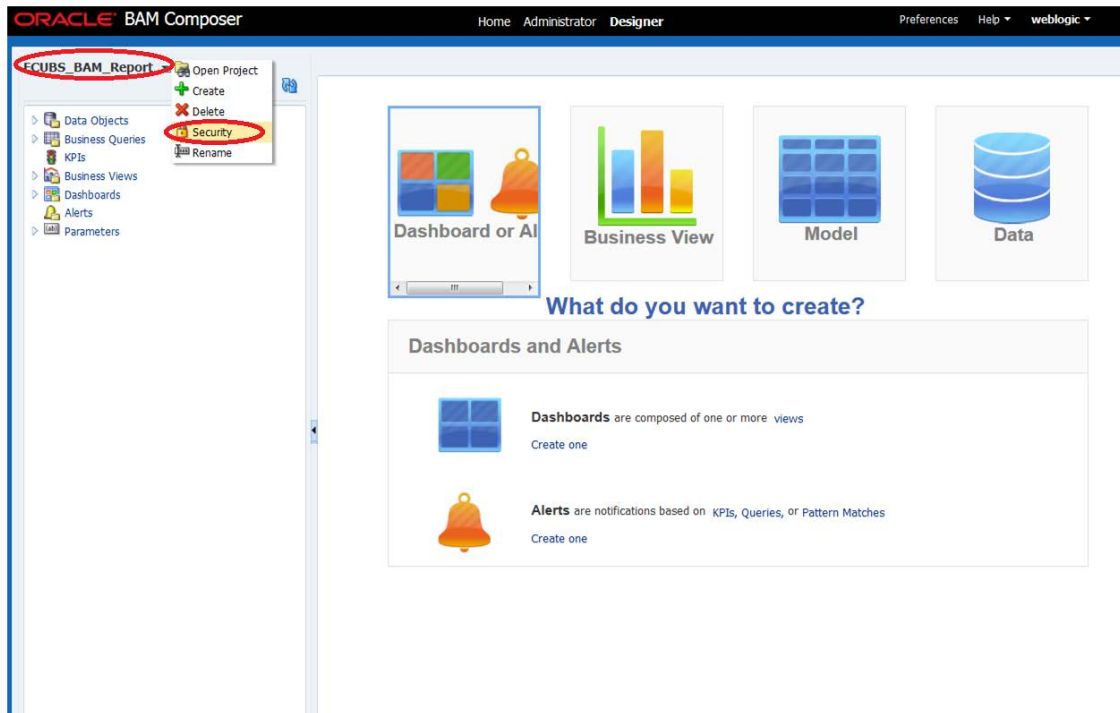 ORACLE® BAM Composer
Home Administrator Designer
Preferences Help weblogic
FCUBS_BAM_Report
Open Project
Create
Delete
Security
Rename
Data Objects
Business Queries
KPIs
Business Views
Dashboards
Alerts
Parameters
Dashboard or Al
Business View
Model
Data
What do you want to create?
Dashboards and Alerts
Dashboards are composed of one or more views
Create one
Alerts are notifications based on KPIs, Queries, or Pattern Matches
Create one